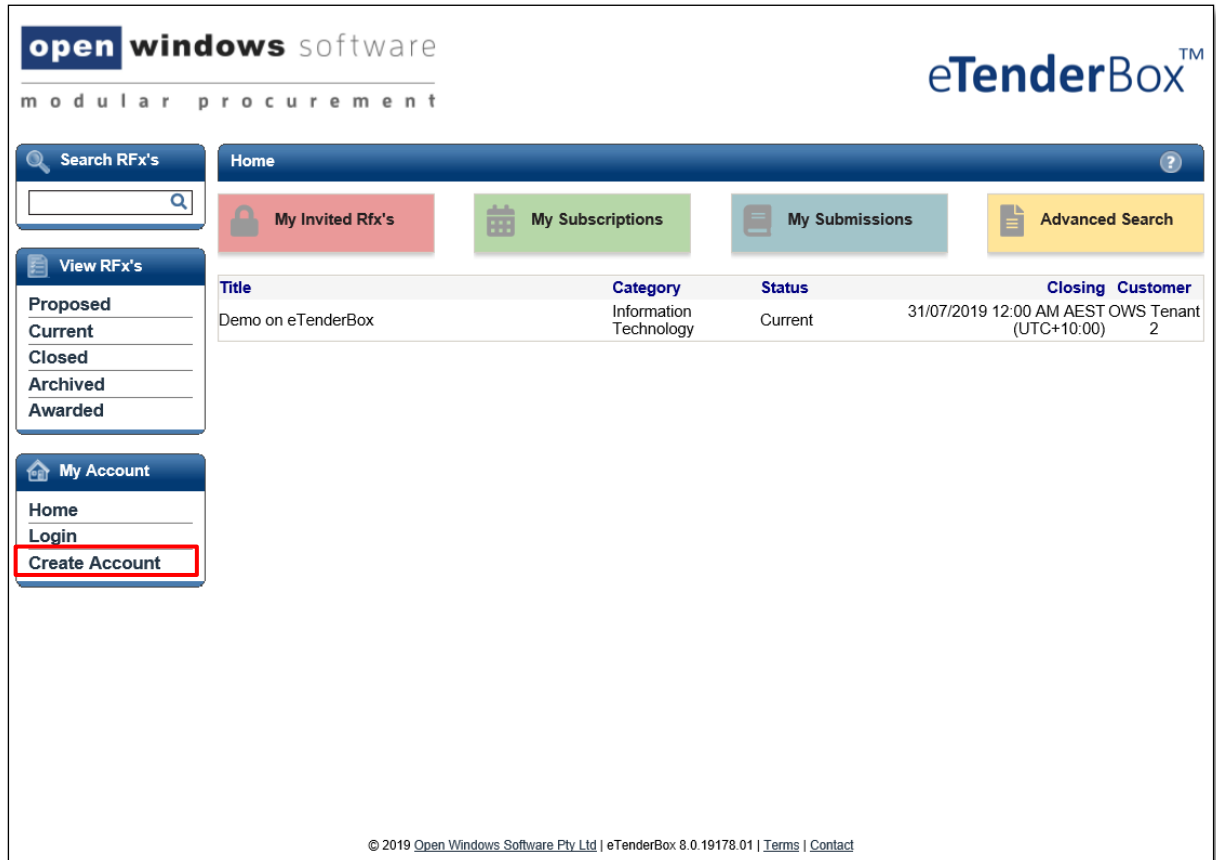 open windows software
modular procurement
eTenderBox™
Search RFx's
View RFx's
Proposed
Current
Closed
Archived
Awarded
My Account
Home
Login
Create Account
Home ?
My Invited Rfx's My Subscriptions My Submissions Advanced Search
Title Category Status Closing Customer
Demo on eTenderBox Information Technology Current 31/07/2019 12:00 AM AEST (UTC+10:00) OWS Tenant 2
© 2019 Open Windows Software Pty Ltd | eTenderBox 8.0.19178.01 | Terms | Contact